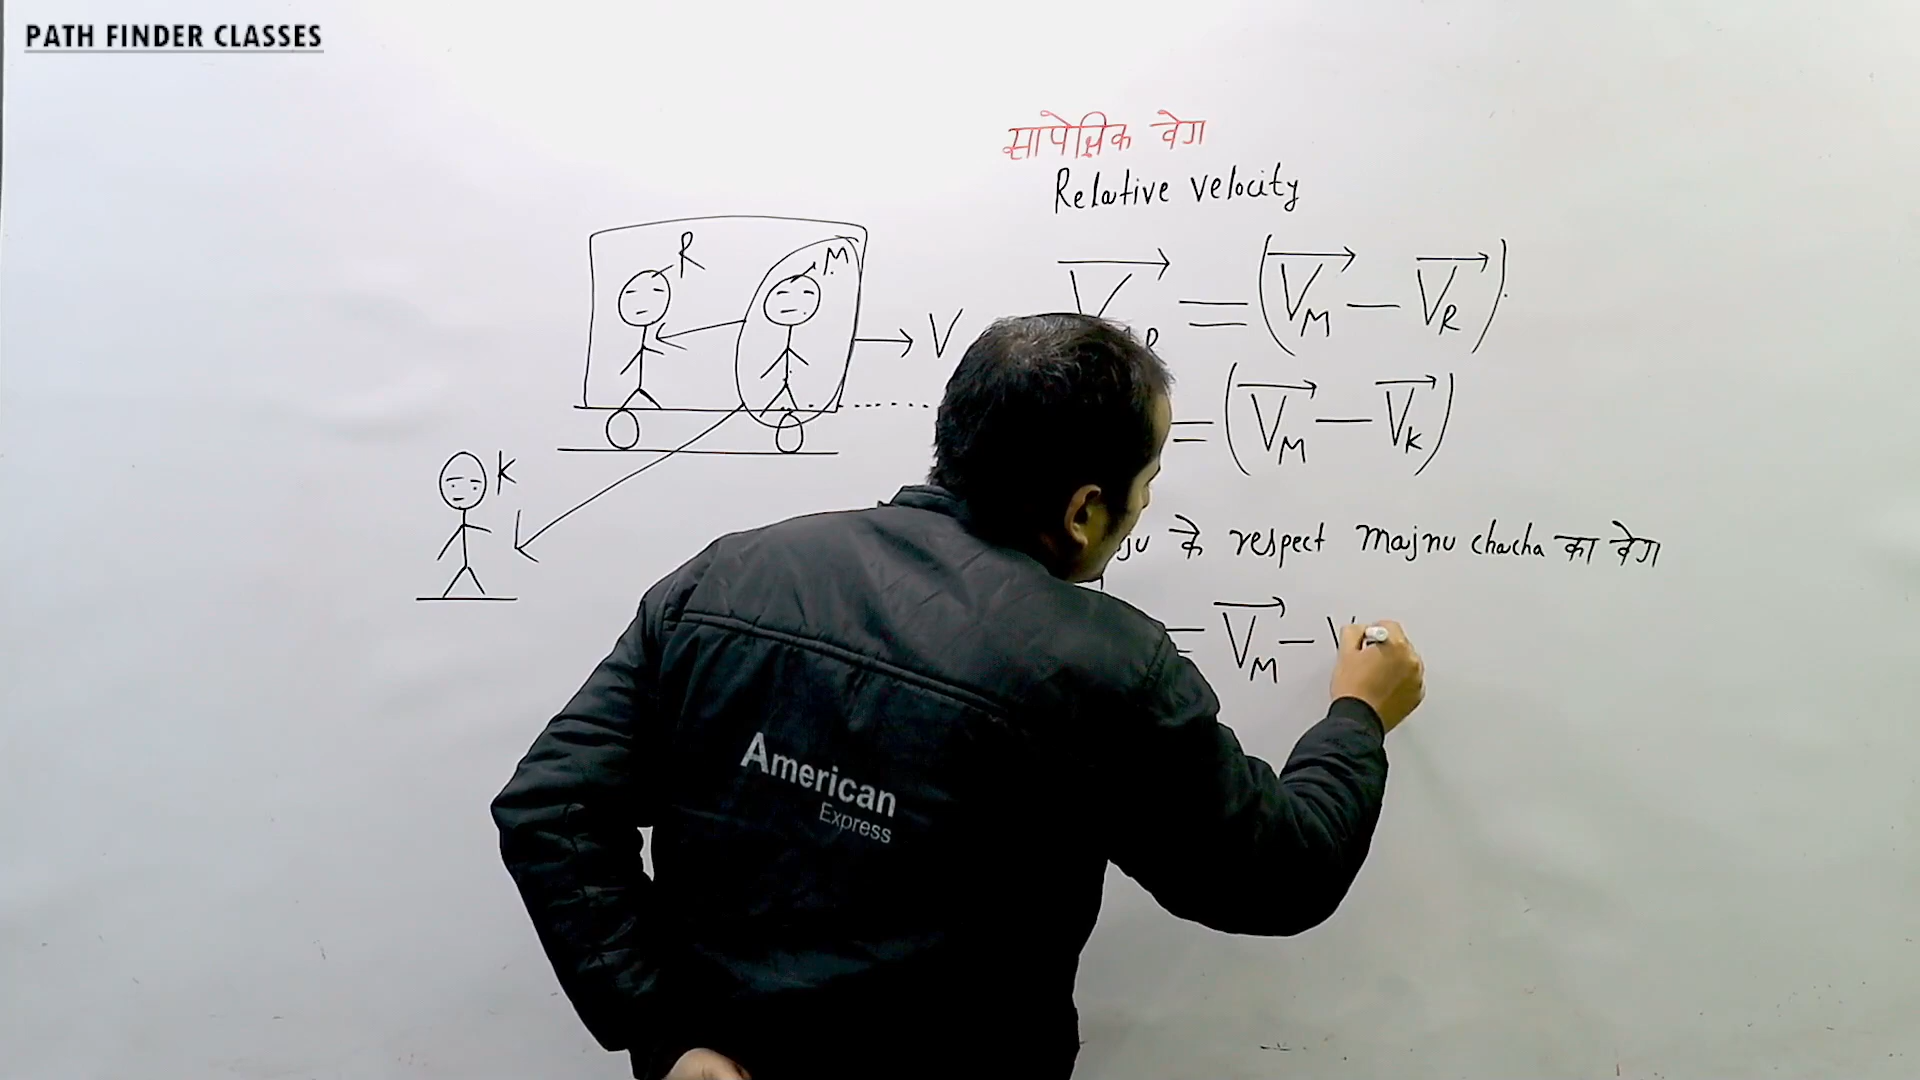 PATH FINDER CLASSES
सापेक्षिक वेग
Relative velocity
R
M
V
K
= (V_M − V_R)
= (V_M − V_K)
के respect majnu chacha का वेग
= V_M − V
American
Express